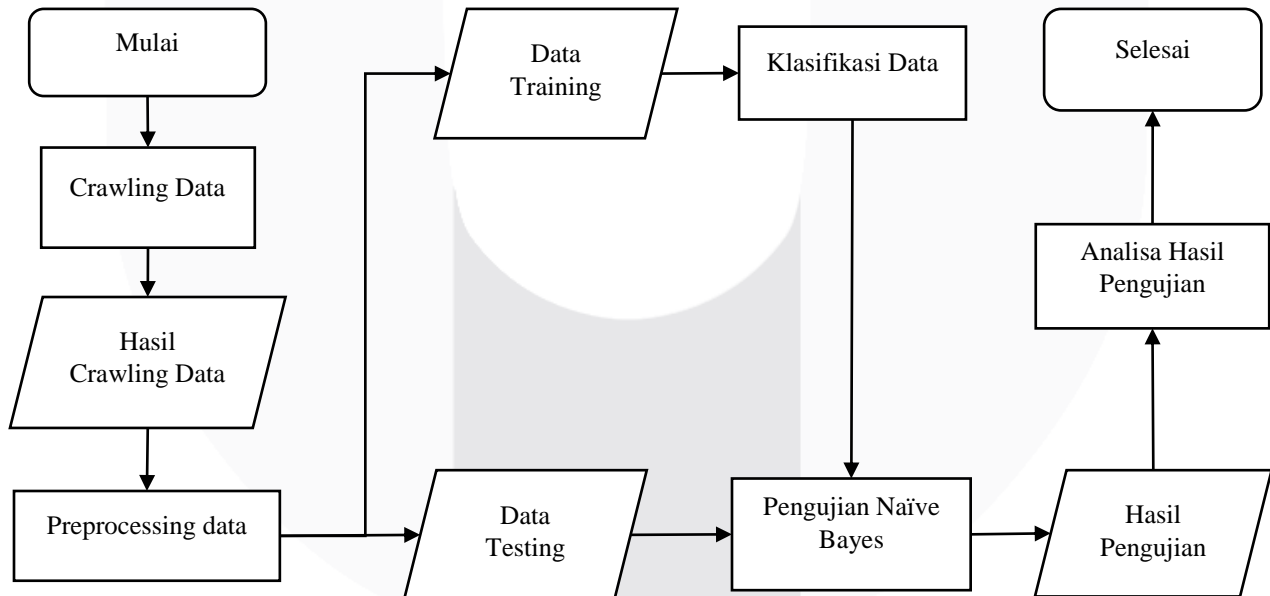 Mulai
Crawling Data
Hasil
Crawling Data
Preprocessing data
Data
Training
Klasifikasi Data
Data
Testing
Pengujian Naïve
Bayes
Hasil
Pengujian
Analisa Hasil
Pengujian
Selesai